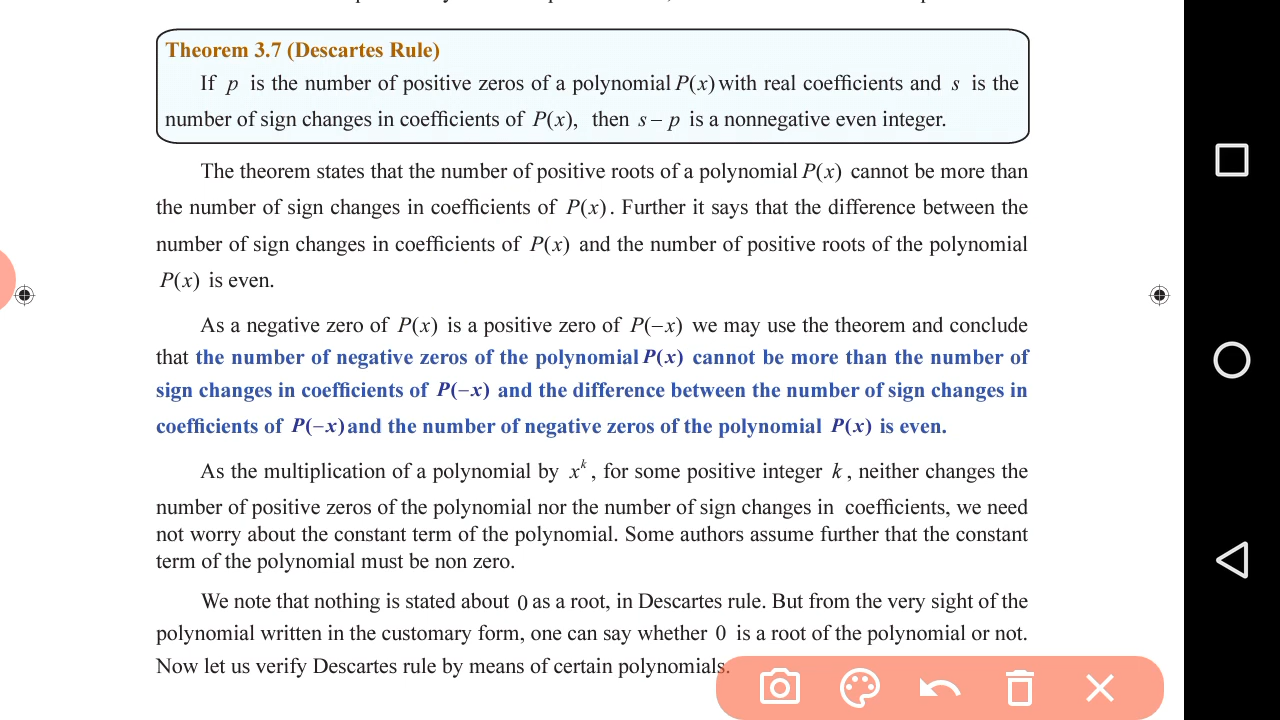 Theorem 3.7 (Descartes Rule)
If p is the number of positive zeros of a polynomial P(x) with real coefficients and s is the
number of sign changes in coefficients of P(x), then s − p is a nonnegative even integer.
The theorem states that the number of positive roots of a polynomial P(x) cannot be more than
the number of sign changes in coefficients of P(x). Further it says that the difference between the
number of sign changes in coefficients of P(x) and the number of positive roots of the polynomial
P(x) is even.
As a negative zero of P(x) is a positive zero of P(−x) we may use the theorem and conclude
that the number of negative zeros of the polynomial P(x) cannot be more than the number of
sign changes in coefficients of P(−x) and the difference between the number of sign changes in
coefficients of P(−x) and the number of negative zeros of the polynomial P(x) is even.
As the multiplication of a polynomial by x^k, for some positive integer k, neither changes the
number of positive zeros of the polynomial nor the number of sign changes in coefficients, we need
not worry about the constant term of the polynomial. Some authors assume further that the constant
term of the polynomial must be non zero.
We note that nothing is stated about 0 as a root, in Descartes rule. But from the very sight of the
polynomial written in the customary form, one can say whether 0 is a root of the polynomial or not.
Now let us verify Descartes rule by means of certain polynomials.